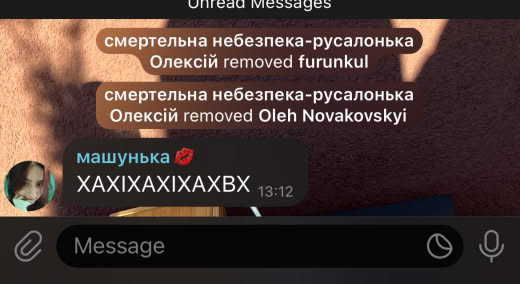 Unread Messages
смертельна небезпека-русалонька
Олексій removed furunkul
смертельна небезпека-русалонька
Олексій removed Oleh Novakovskyi
машунька💋
ХАХІХАХІХАХВХ 13:12
Message